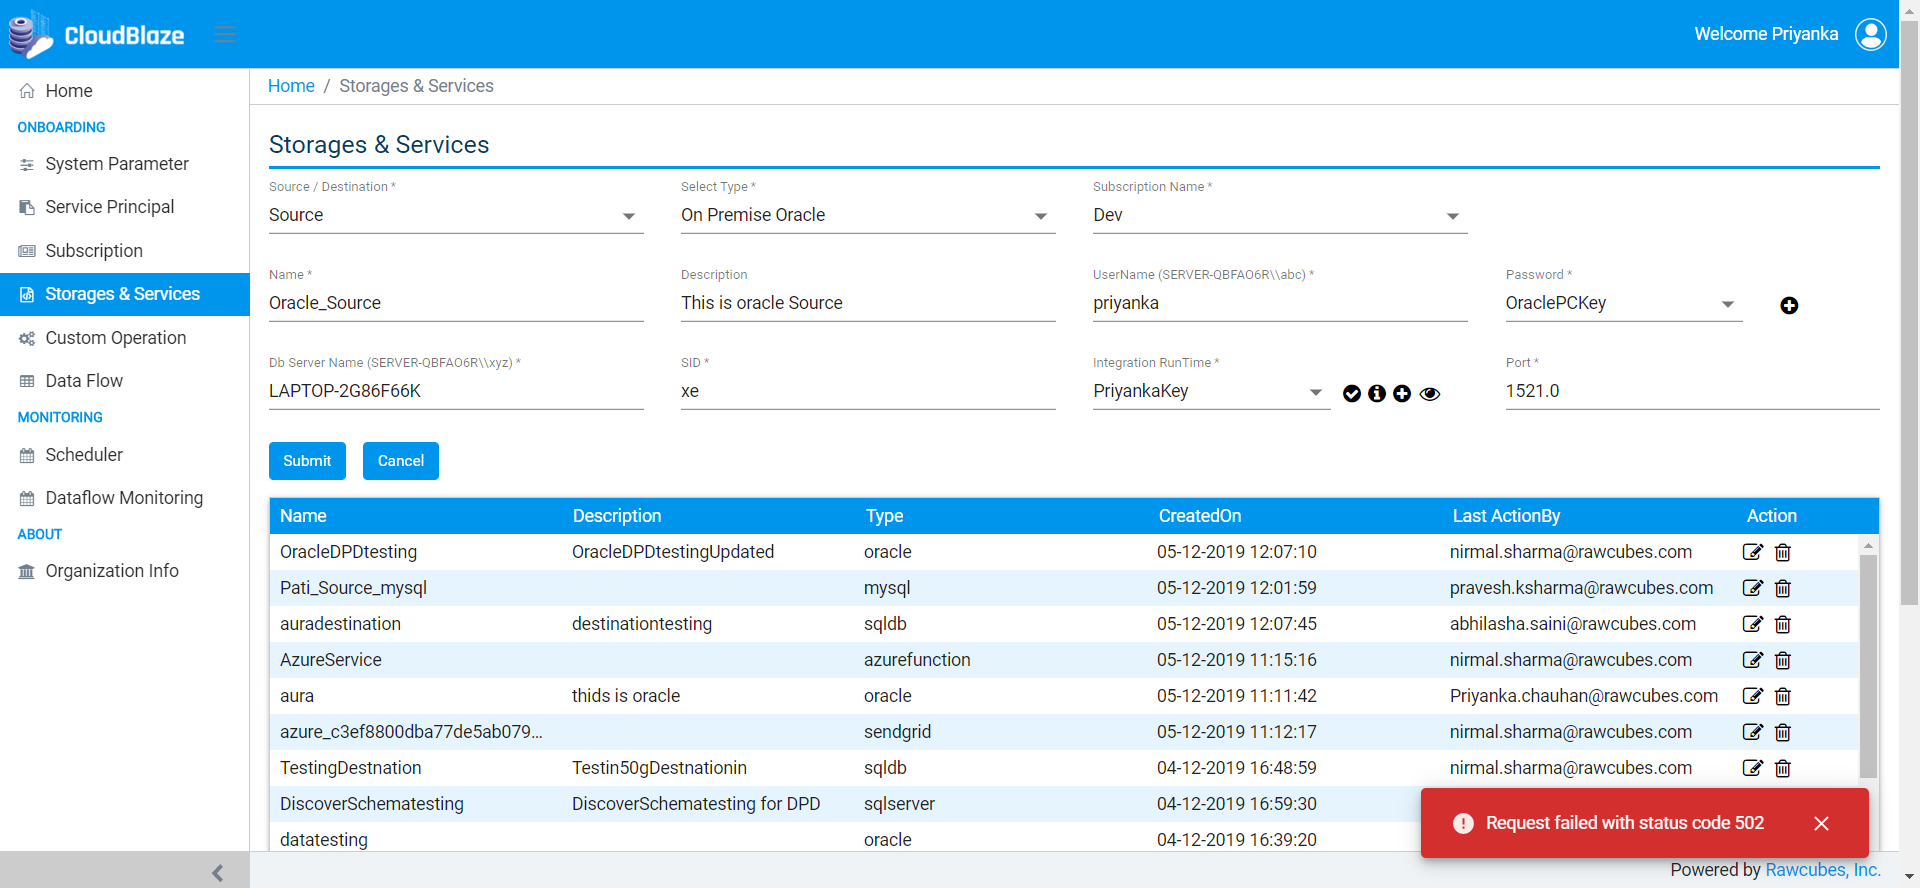 CloudBlaze
Welcome Priyanka
Home
ONBOARDING
System Parameter
Service Principal
Subscription
Storages & Services
Custom Operation
Data Flow
MONITORING
Scheduler
Dataflow Monitoring
ABOUT
Organization Info
Home / Storages & Services
Storages & Services
Source / Destination * Select Type * Subscription Name *
Source On Premise Oracle Dev
Name * Description UserName (SERVER-QBFAO6R\\abc) * Password *
Oracle_Source This is oracle Source priyanka OraclePCKey
Db Server Name (SERVER-QBFAO6R\\xyz) * SID * Integration RunTime * Port *
LAPTOP-2G86F66K xe PriyankaKey 1521.0
Submit Cancel
Name Description Type CreatedOn Last ActionBy Action
OracleDPDtesting OracleDPDtestingUpdated oracle 05-12-2019 12:07:10 nirmal.sharma@rawcubes.com
Pati_Source_mysql mysql 05-12-2019 12:01:59 pravesh.ksharma@rawcubes.com
auradestination destinationtesting sqldb 05-12-2019 12:07:45 abhilasha.saini@rawcubes.com
AzureService azurefunction 05-12-2019 11:15:16 nirmal.sharma@rawcubes.com
aura thids is oracle oracle 05-12-2019 11:11:42 Priyanka.chauhan@rawcubes.com
azure_c3ef8800dba77de5ab079... sendgrid 05-12-2019 11:12:17 nirmal.sharma@rawcubes.com
TestingDestnation Testin50gDestnationin sqldb 04-12-2019 16:48:59 nirmal.sharma@rawcubes.com
DiscoverSchematesting DiscoverSchematesting for DPD sqlserver 04-12-2019 16:59:30
datatesting oracle 04-12-2019 16:39:20
Request failed with status code 502
Powered by Rawcubes, Inc.